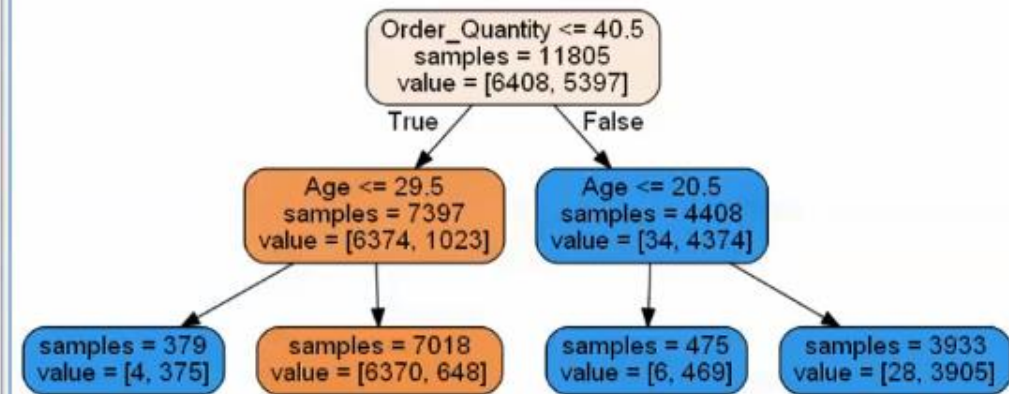 Order_Quantity <= 40.5
samples = 11805
value = [6408, 5397]
True
False
Age <= 29.5
samples = 7397
value = [6374, 1023]
Age <= 20.5
samples = 4408
value = [34, 4374]
samples = 379
value = [4, 375]
samples = 7018
value = [6370, 648]
samples = 475
value = [6, 469]
samples = 3933
value = [28, 3905]